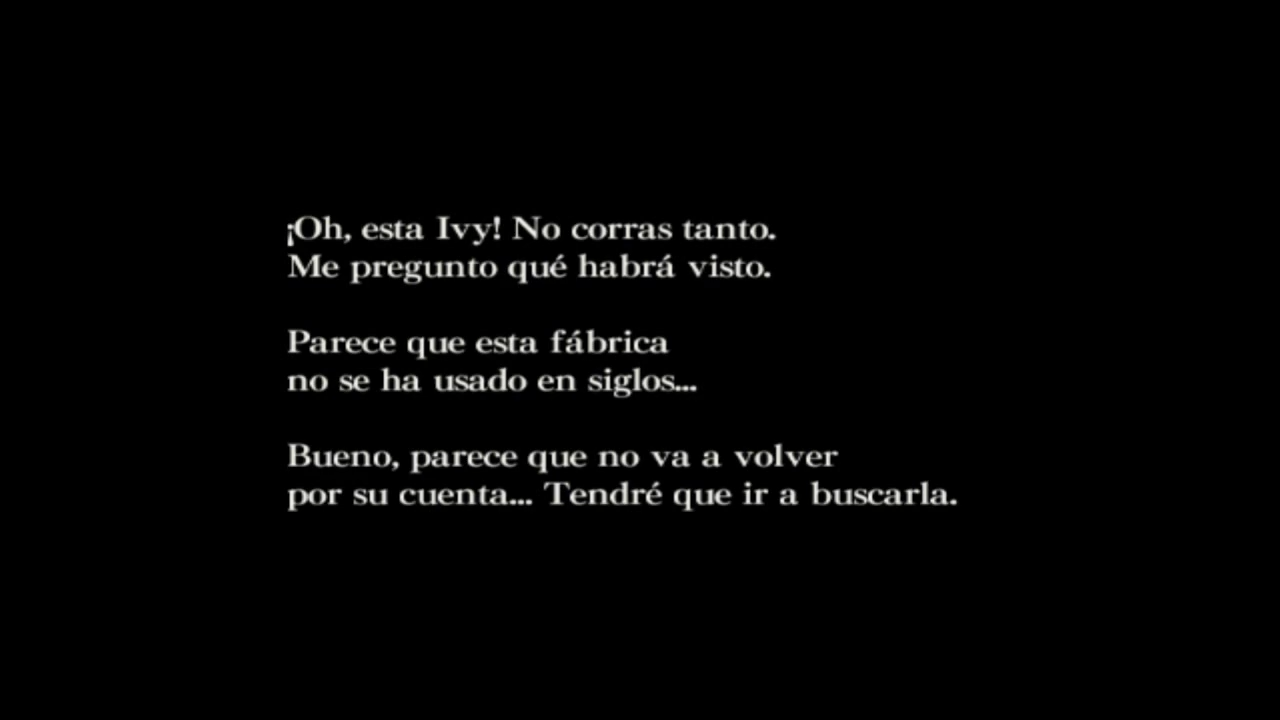 ¡Oh, esta Ivy! No corras tanto.
Me pregunto qué habrá visto.
Parece que esta fábrica
no se ha usado en siglos...
Bueno, parece que no va a volver
por su cuenta... Tendré que ir a buscarla.